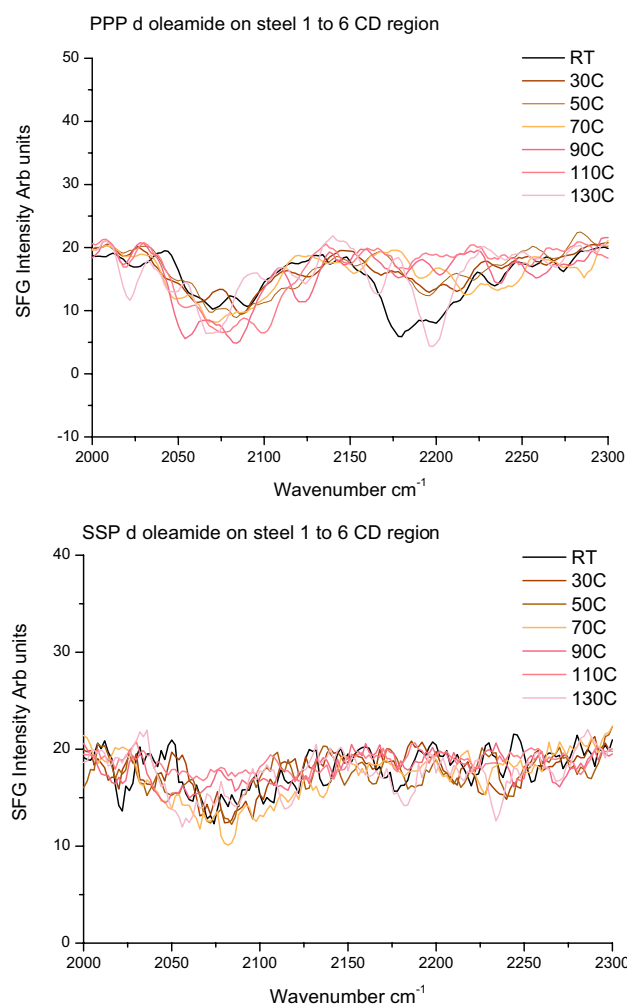 PPP d oleamide on steel 1 to 6 CD region
50
40
30
20
10
0
-10
SFG Intensity Arb units
RT
30C
50C
70C
90C
110C
130C
2000 2050 2100 2150 2200 2250 2300
Wavenumber cm⁻¹
SSP d oleamide on steel 1 to 6 CD region
40
30
20
10
0
SFG Intensity Arb units
RT
30C
50C
70C
90C
110C
130C
2000 2050 2100 2150 2200 2250 2300
Wavenumber cm⁻¹